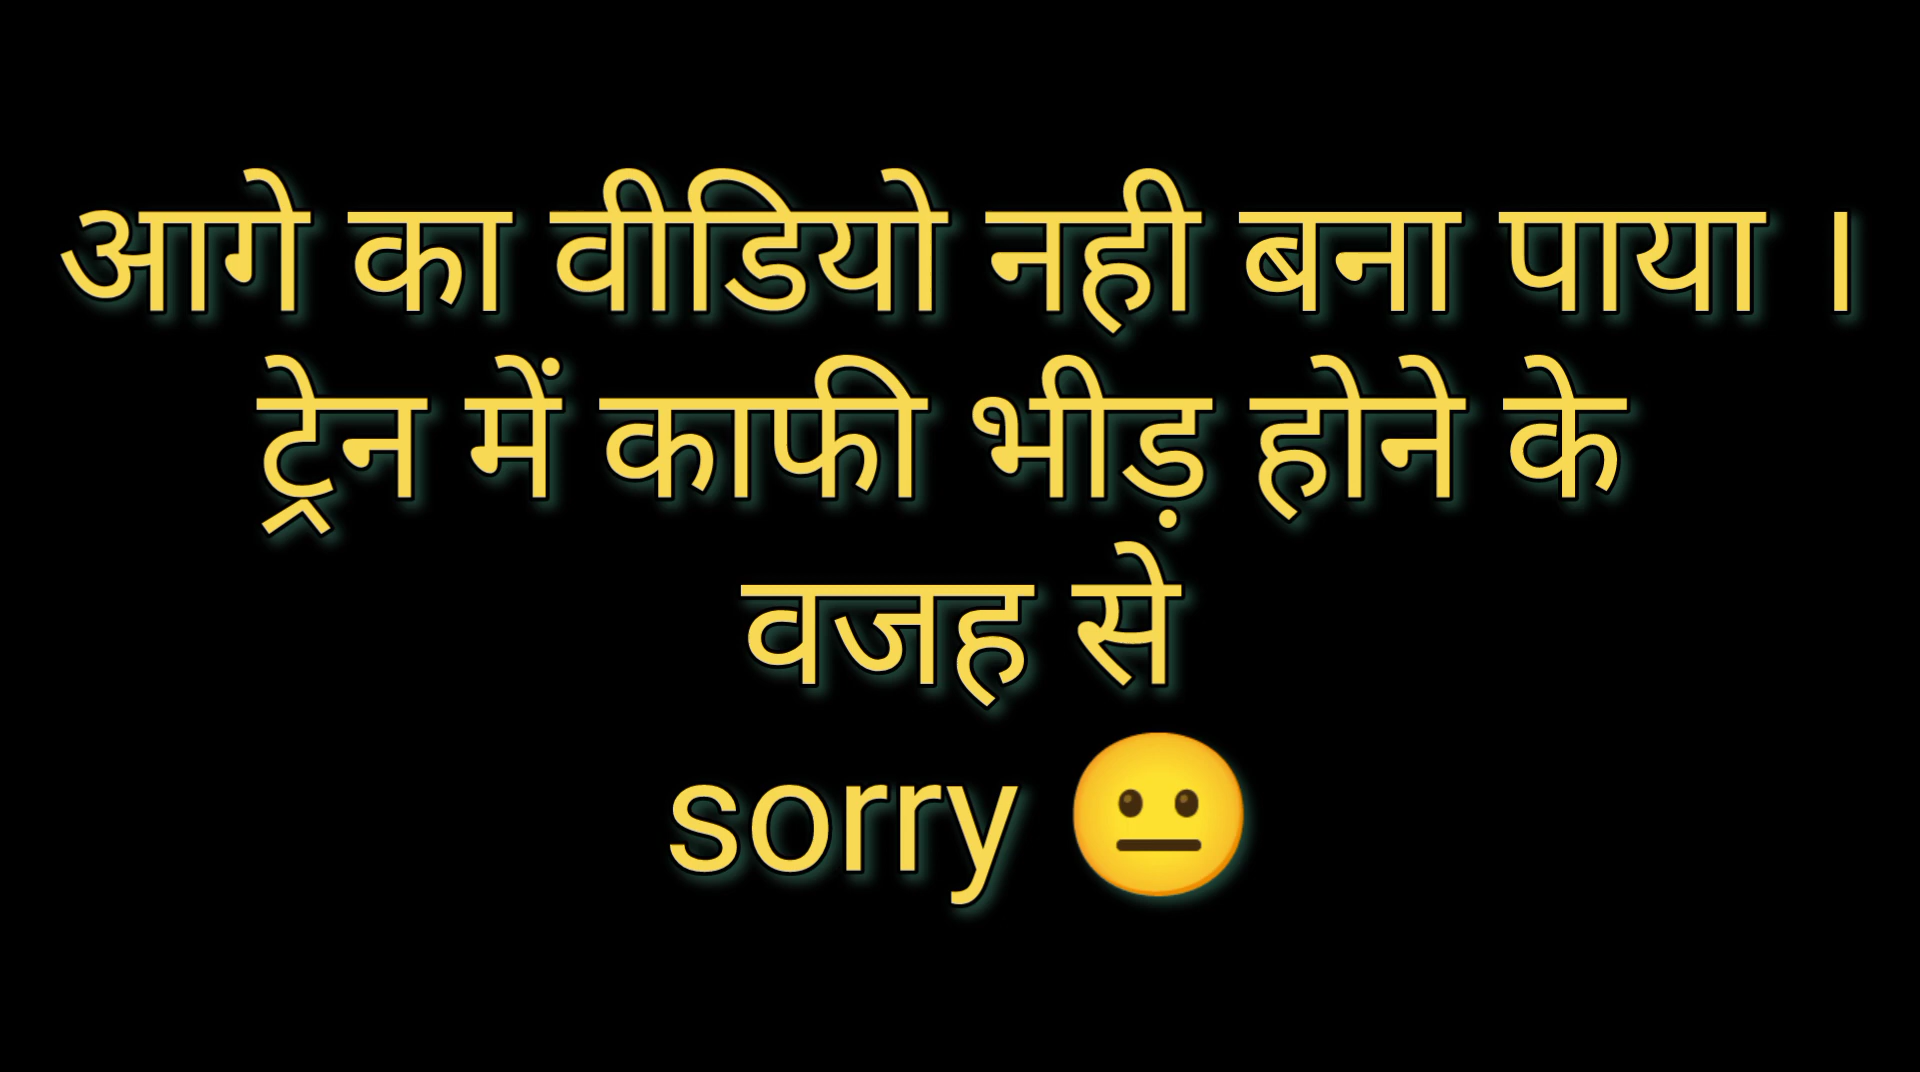 आगे का वीडियो नही बना पाया ।
ट्रेन में काफी भीड़ होने के
वजह से
sorry 😐